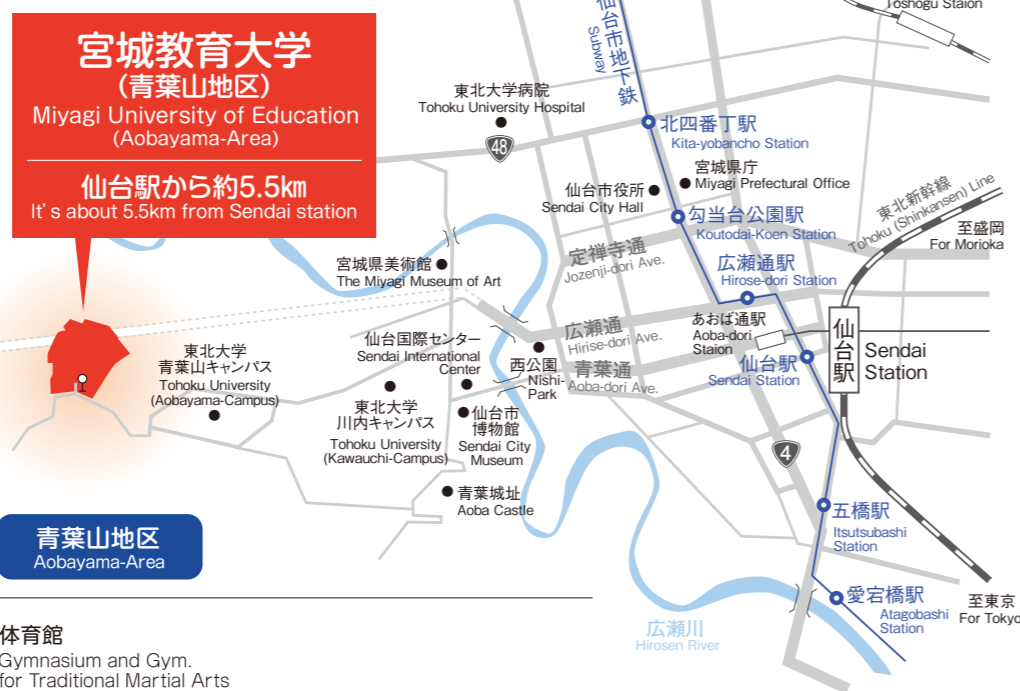 Toshogu Staion
仙台市地下鉄
Subway
宮城教育大学
(青葉山地区)
Miyagi University of Education
(Aobayama-Area)
仙台駅から約5.5km
It's about 5.5km from Sendai station
東北大学病院
Tohoku University Hospital
48
北四番丁駅
Kita-yobancho Station
宮城県庁
Miyagi Prefectural Office
仙台市役所
Sendai City Hall
勾当台公園駅
Koutodai-Koen Station
東北新幹線
Tohoku (Shinkansen) Line
至盛岡
For Morioka
定禅寺通
Jozenji-dori Ave.
広瀬通駅
Hirose-dori Station
宮城県美術館
The Miyagi Museum of Art
広瀬通
Hirise-dori Ave.
あおば通駅
Aoba-dori
Staion
仙台駅
Sendai
Station
仙台駅
Sendai Station
東北大学
青葉山キャンパス
Tohoku University
(Aobayama-Campus)
仙台国際センター
Sendai International
Center
西公園
Nishi-
Park
青葉通
Aoba-dori Ave.
東北大学
川内キャンパス
Tohoku University
(Kawauchi-Campus)
仙台市
博物館
Sendai City
Museum
4
青葉城址
Aoba Castle
五橋駅
Itsutsubashi
Station
青葉山地区
Aobayama-Area
愛宕橋駅
Atagobashi
Station
至東京
For Tokyo
広瀬川
Hirosen River
体育館
Gymnasium and Gym.
for Traditional Martial Arts